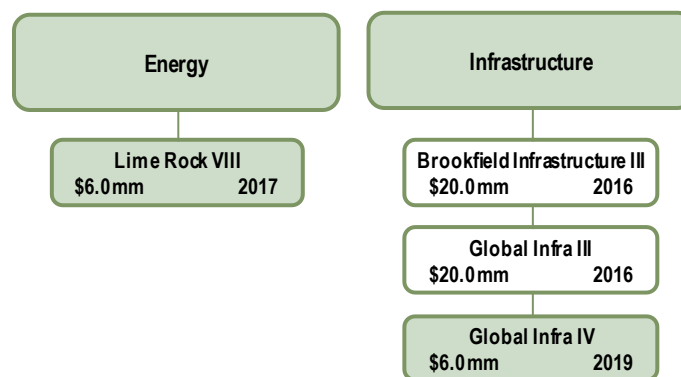 Energy
Lime Rock VIII
$6.0mm 2017
Infrastructure
Brookfield Infrastructure III
$20.0mm 2016
Global Infra III
$20.0mm 2016
Global Infra IV
$6.0mm 2019